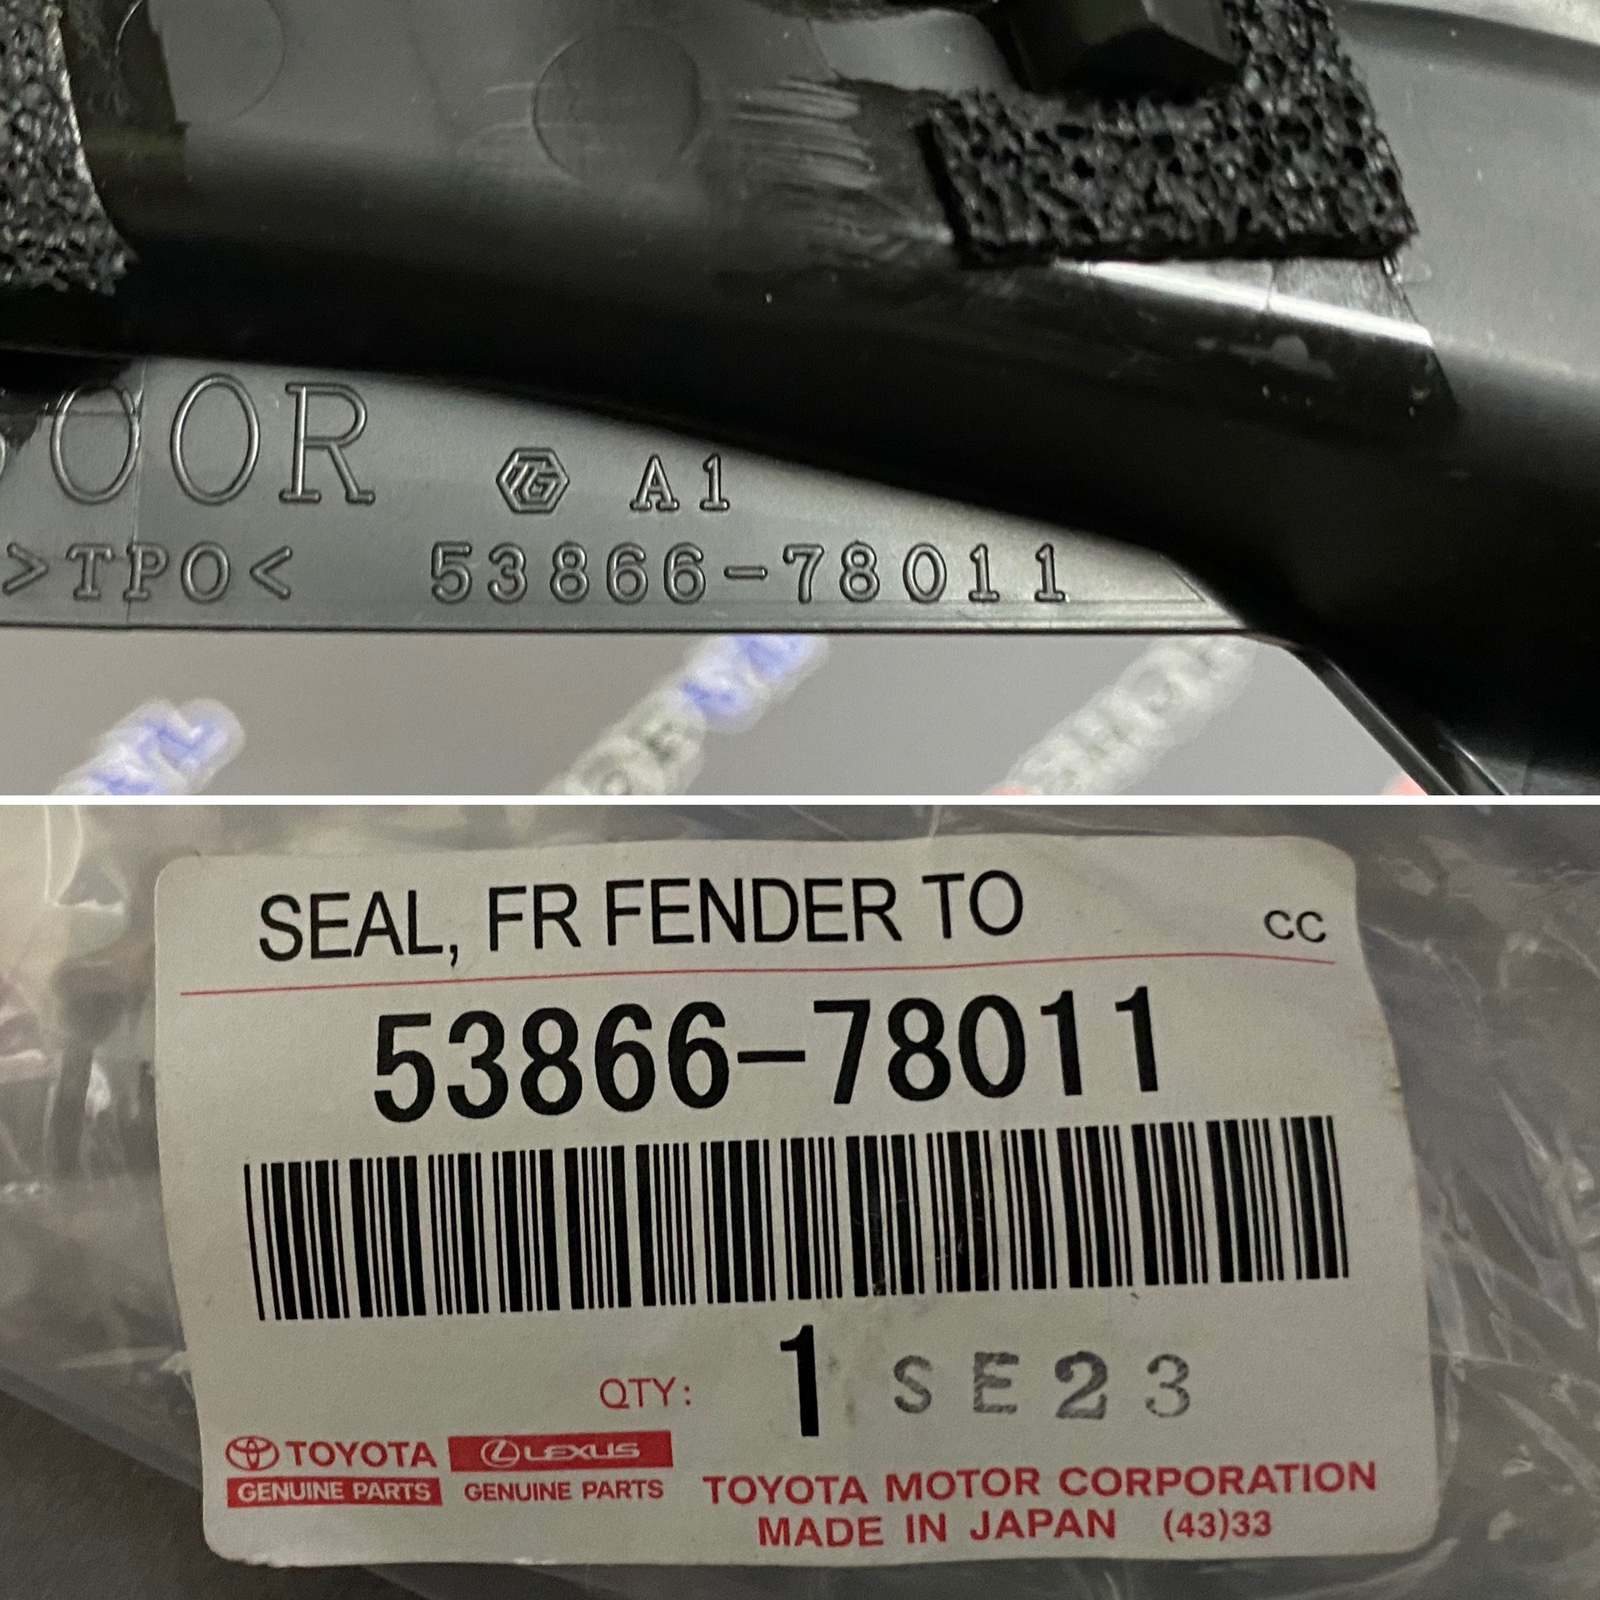 OOR
TG A1
>TPO< 53866-78011
SEAL, FR FENDER TO CC
53866-78011
QTY: 1 SE23
TOYOTA LEXUS
GENUINE PARTS GENUINE PARTS
TOYOTA MOTOR CORPORATION
MADE IN JAPAN (43)33